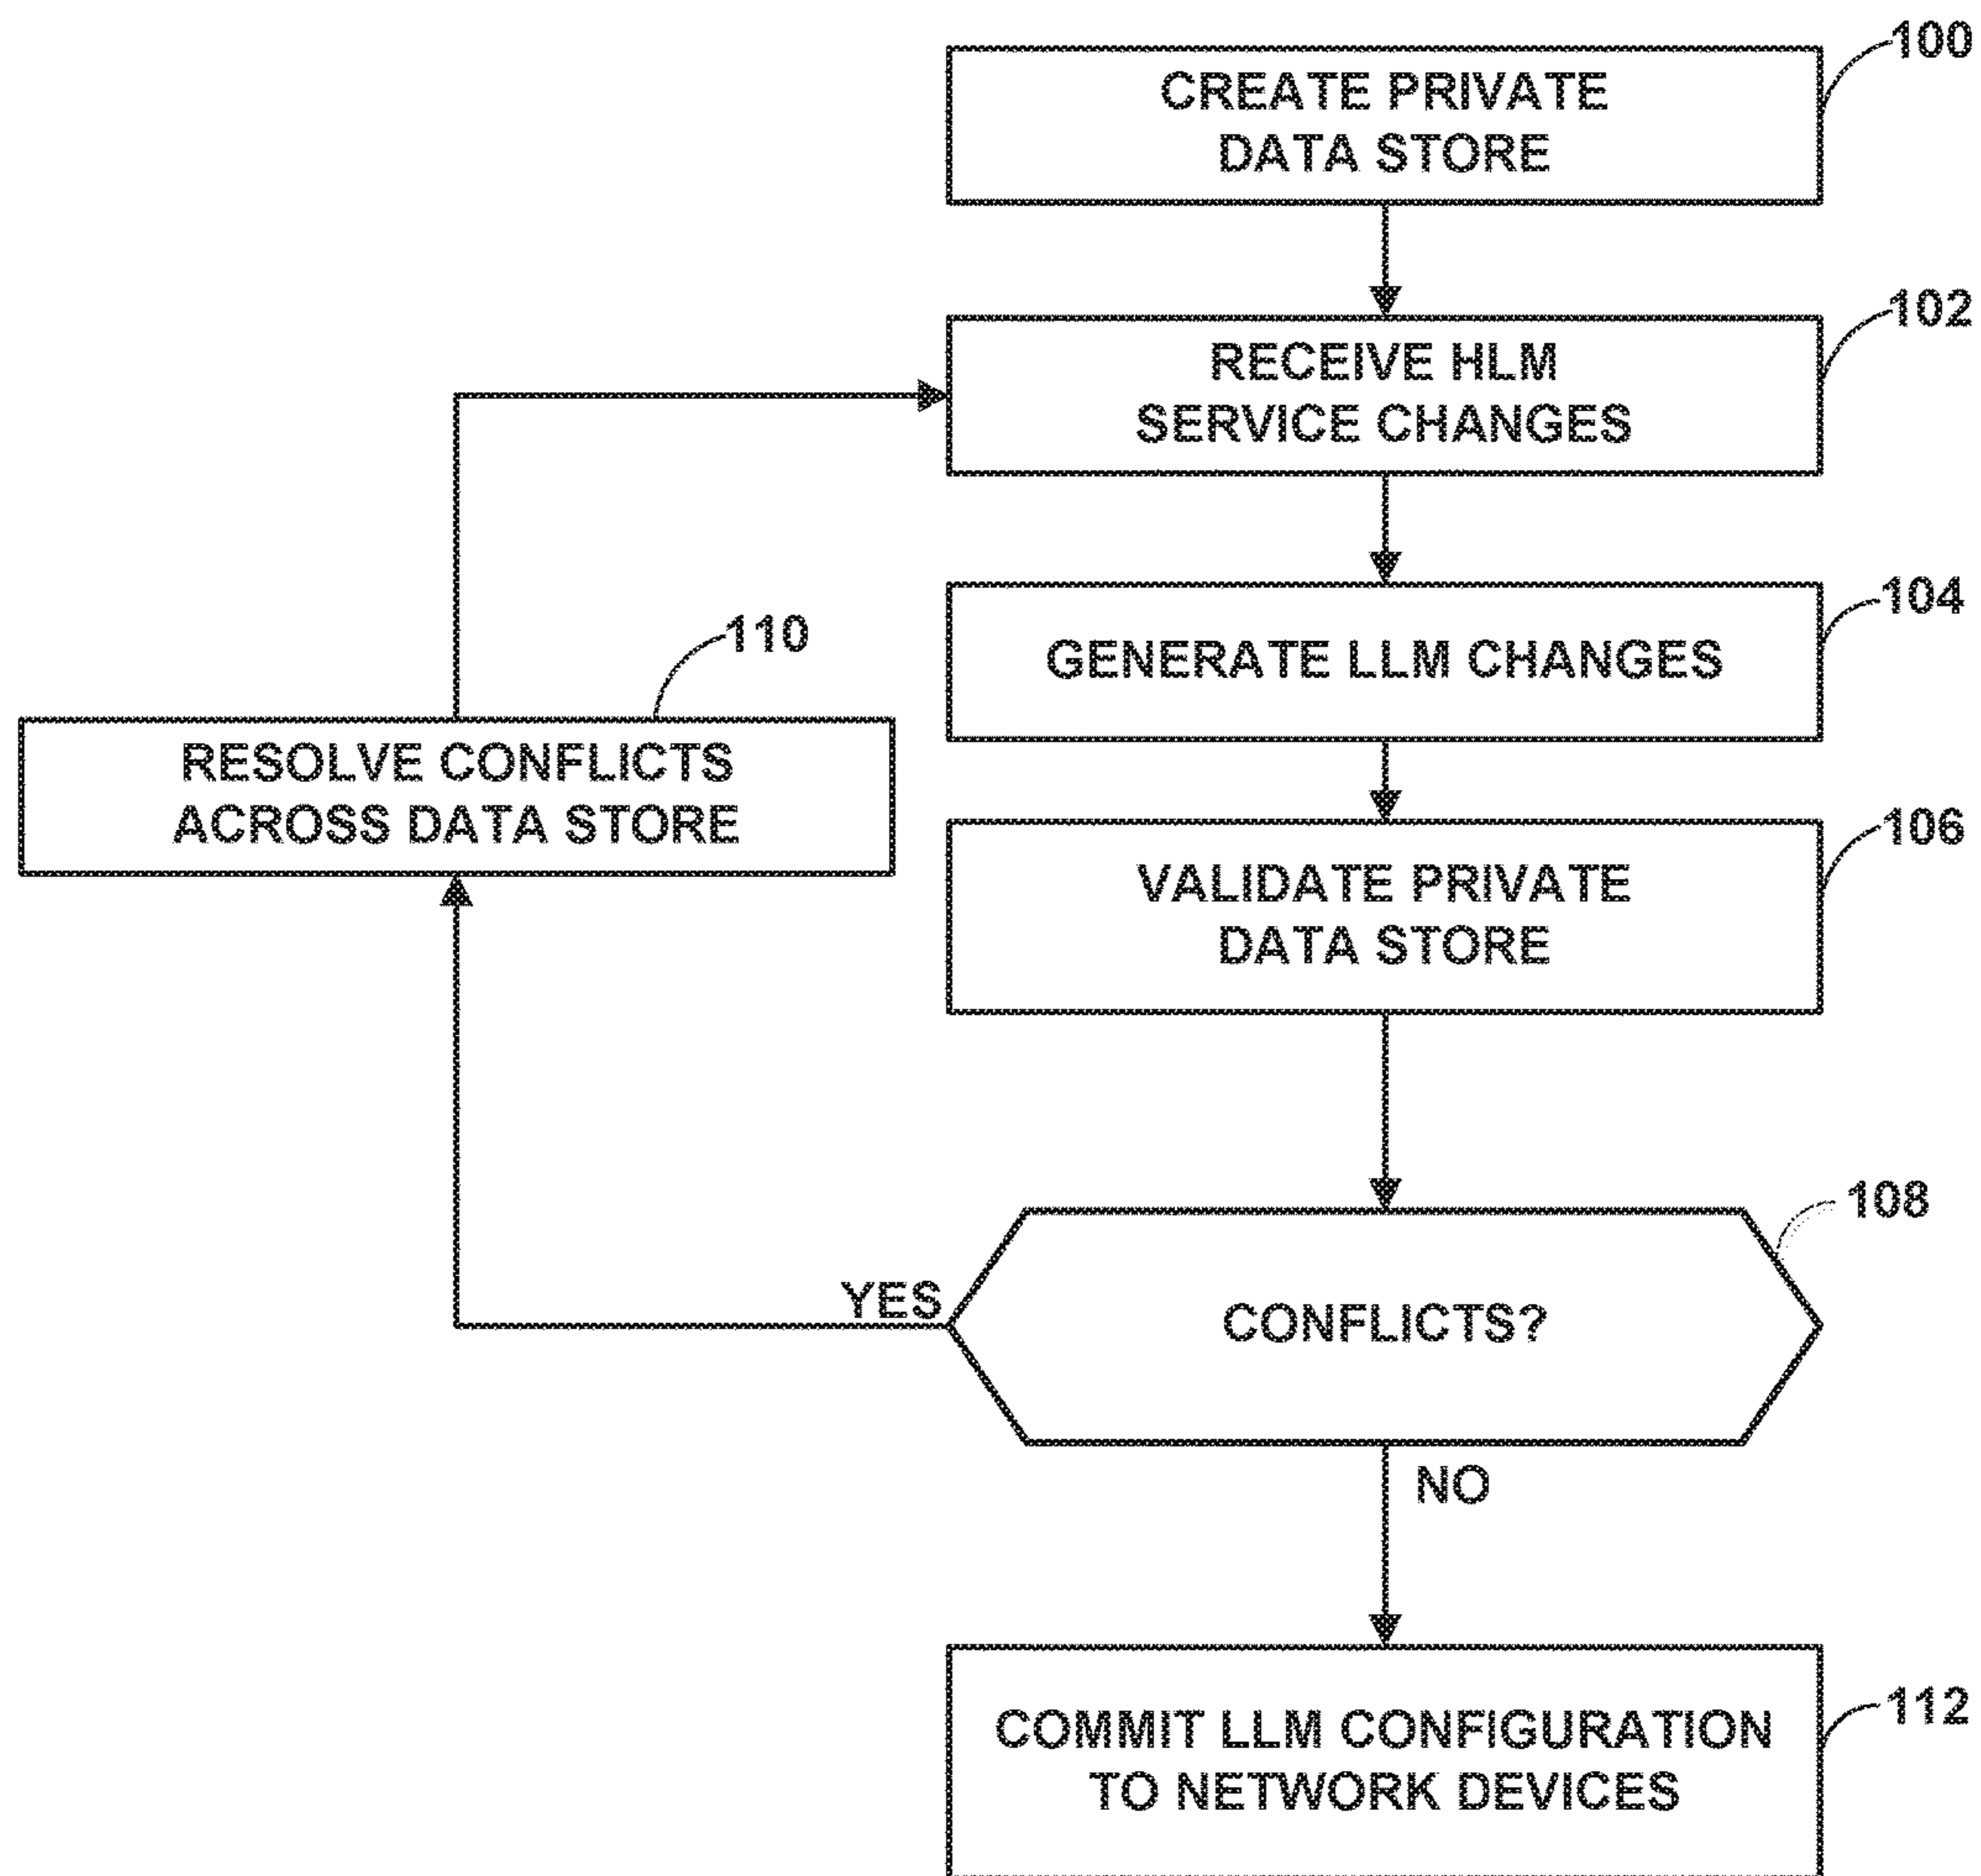 100
CREATE PRIVATE
DATA STORE
102
RECEIVE HLM
SERVICE CHANGES
104
GENERATE LLM CHANGES
110
RESOLVE CONFLICTS
ACROSS DATA STORE
106
VALIDATE PRIVATE
DATA STORE
108
YES
CONFLICTS?
NO
112
COMMIT LLM CONFIGURATION
TO NETWORK DEVICES